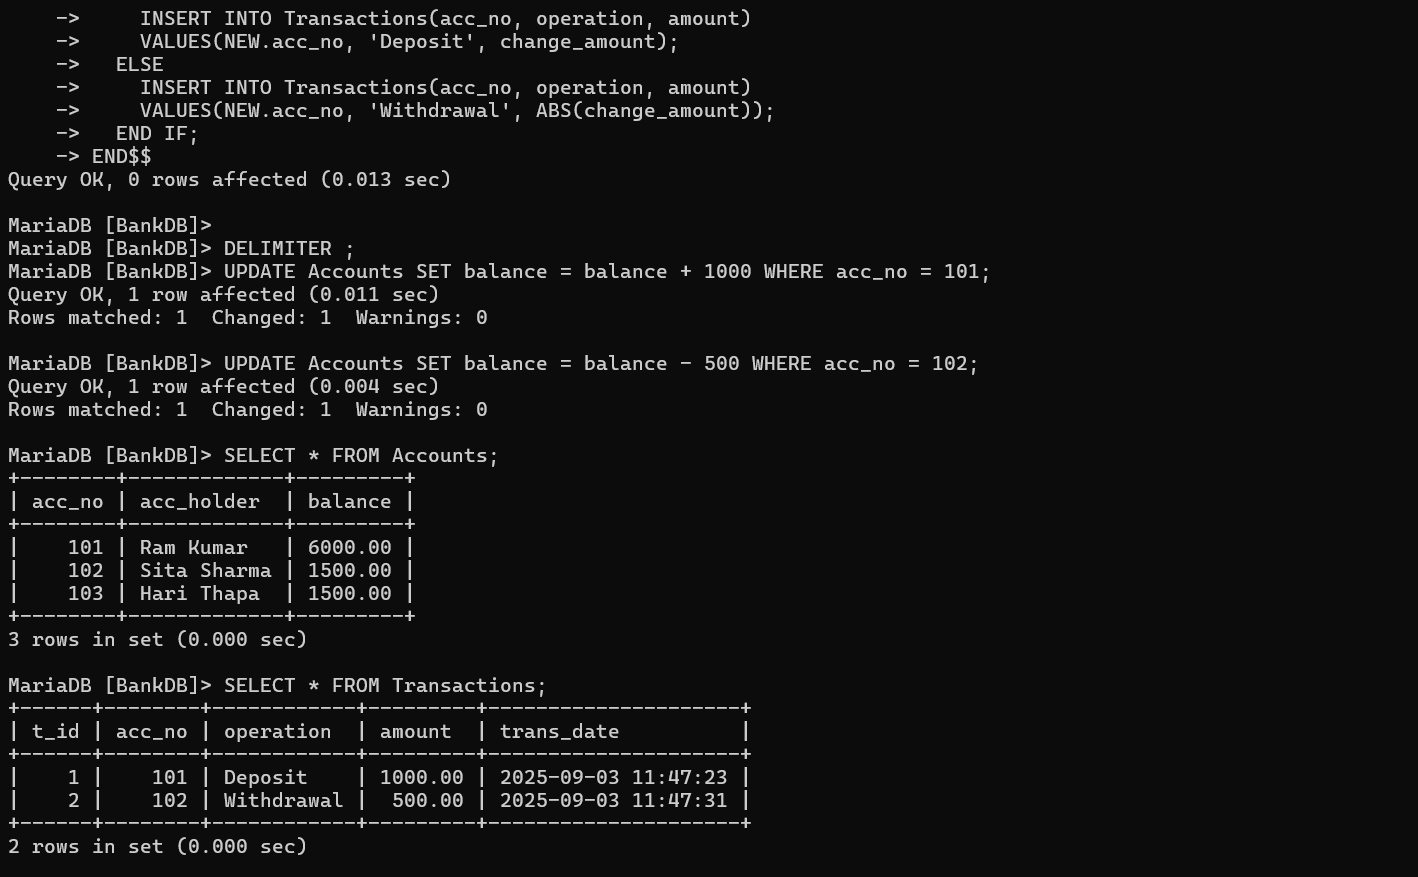 ->     INSERT INTO Transactions(acc_no, operation, amount)
    ->     VALUES(NEW.acc_no, 'Deposit', change_amount);
    ->   ELSE
    ->     INSERT INTO Transactions(acc_no, operation, amount)
    ->     VALUES(NEW.acc_no, 'Withdrawal', ABS(change_amount));
    ->   END IF;
    -> END$$
Query OK, 0 rows affected (0.013 sec)

MariaDB [BankDB]>
MariaDB [BankDB]> DELIMITER ;
MariaDB [BankDB]> UPDATE Accounts SET balance = balance + 1000 WHERE acc_no = 101;
Query OK, 1 row affected (0.011 sec)
Rows matched: 1  Changed: 1  Warnings: 0

MariaDB [BankDB]> UPDATE Accounts SET balance = balance - 500 WHERE acc_no = 102;
Query OK, 1 row affected (0.004 sec)
Rows matched: 1  Changed: 1  Warnings: 0

MariaDB [BankDB]> SELECT * FROM Accounts;
+--------+-------------+---------+
| acc_no | acc_holder  | balance |
+--------+-------------+---------+
|    101 | Ram Kumar   | 6000.00 |
|    102 | Sita Sharma | 1500.00 |
|    103 | Hari Thapa  | 1500.00 |
+--------+-------------+---------+
3 rows in set (0.000 sec)

MariaDB [BankDB]> SELECT * FROM Transactions;
+------+--------+------------+---------+---------------------+
| t_id | acc_no | operation  | amount  | trans_date          |
+------+--------+------------+---------+---------------------+
|    1 |    101 | Deposit    | 1000.00 | 2025-09-03 11:47:23 |
|    2 |    102 | Withdrawal |  500.00 | 2025-09-03 11:47:31 |
+------+--------+------------+---------+---------------------+
2 rows in set (0.000 sec)